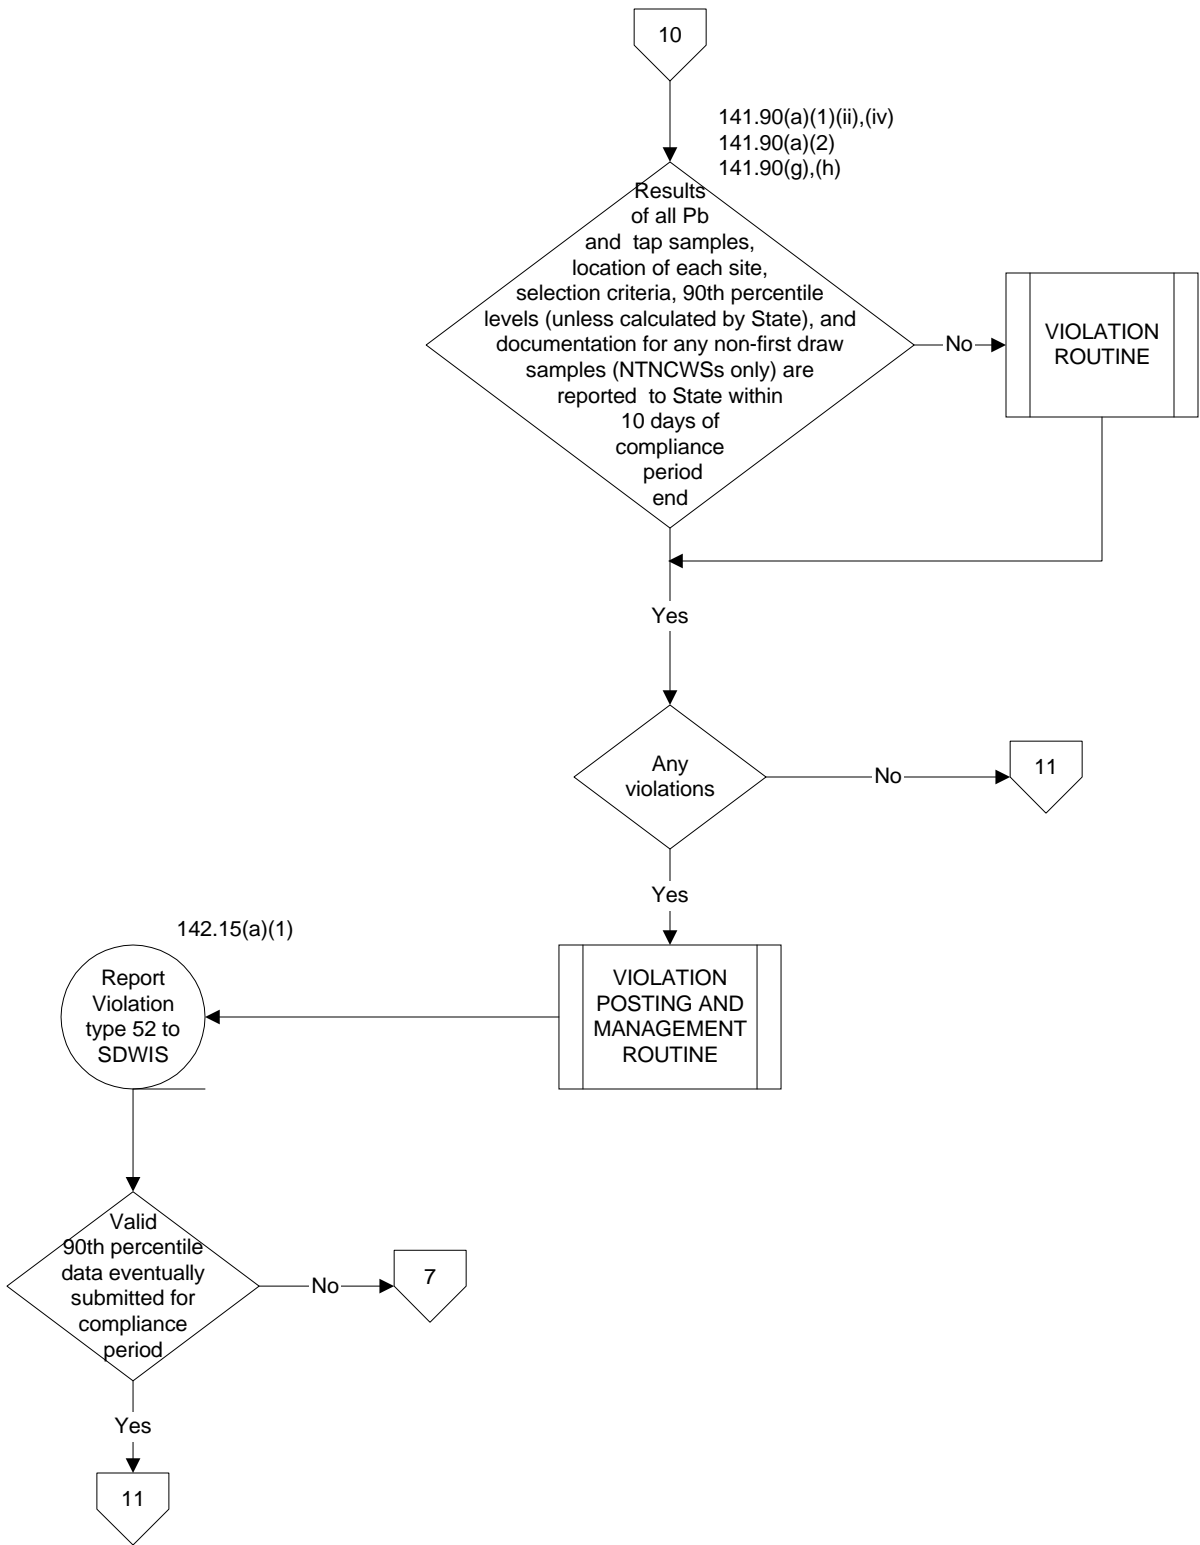 10
141.90(a)(1)(ii),(iv)
141.90(a)(2)
141.90(g),(h)
Results
of all Pb
and tap samples,
location of each site,
selection criteria, 90th percentile
levels (unless calculated by State), and
documentation for any non-first draw
samples (NTNCWSs only) are
reported to State within
10 days of
compliance
period
end
No
VIOLATION
ROUTINE
Yes
Any
violations
No
11
Yes
VIOLATION
POSTING AND
MANAGEMENT
ROUTINE
142.15(a)(1)
Report
Violation
type 52 to
SDWIS
Valid
90th percentile
data eventually
submitted for
compliance
period
No
7
Yes
11